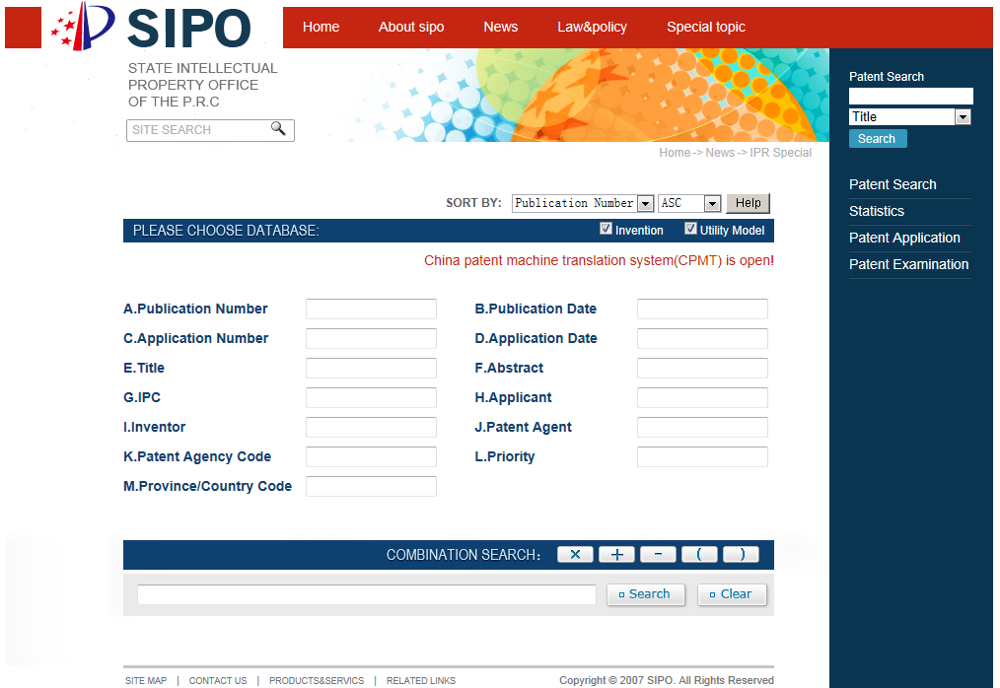 SIPO
Home About sipo News Law&policy Special topic
STATE INTELLECTUAL
PROPERTY OFFICE
OF THE P.R.C
SITE SEARCH
Home -> News -> IPR Special
SORT BY: Publication Number ASC Help
PLEASE CHOOSE DATABASE: Invention Utility Model
China patent machine translation system(CPMT) is open!
A.Publication Number B.Publication Date
C.Application Number D.Application Date
E.Title F.Abstract
G.IPC H.Applicant
I.Inventor J.Patent Agent
K.Patent Agency Code L.Priority
M.Province/Country Code
COMBINATION SEARCH： × + - ( )
Search Clear
Patent Search
Title
Search
Patent Search
Statistics
Patent Application
Patent Examination
SITE MAP | CONTACT US | PRODUCTS&SERVICS | RELATED LINKS Copyright © 2007 SIPO. All Rights Reserved